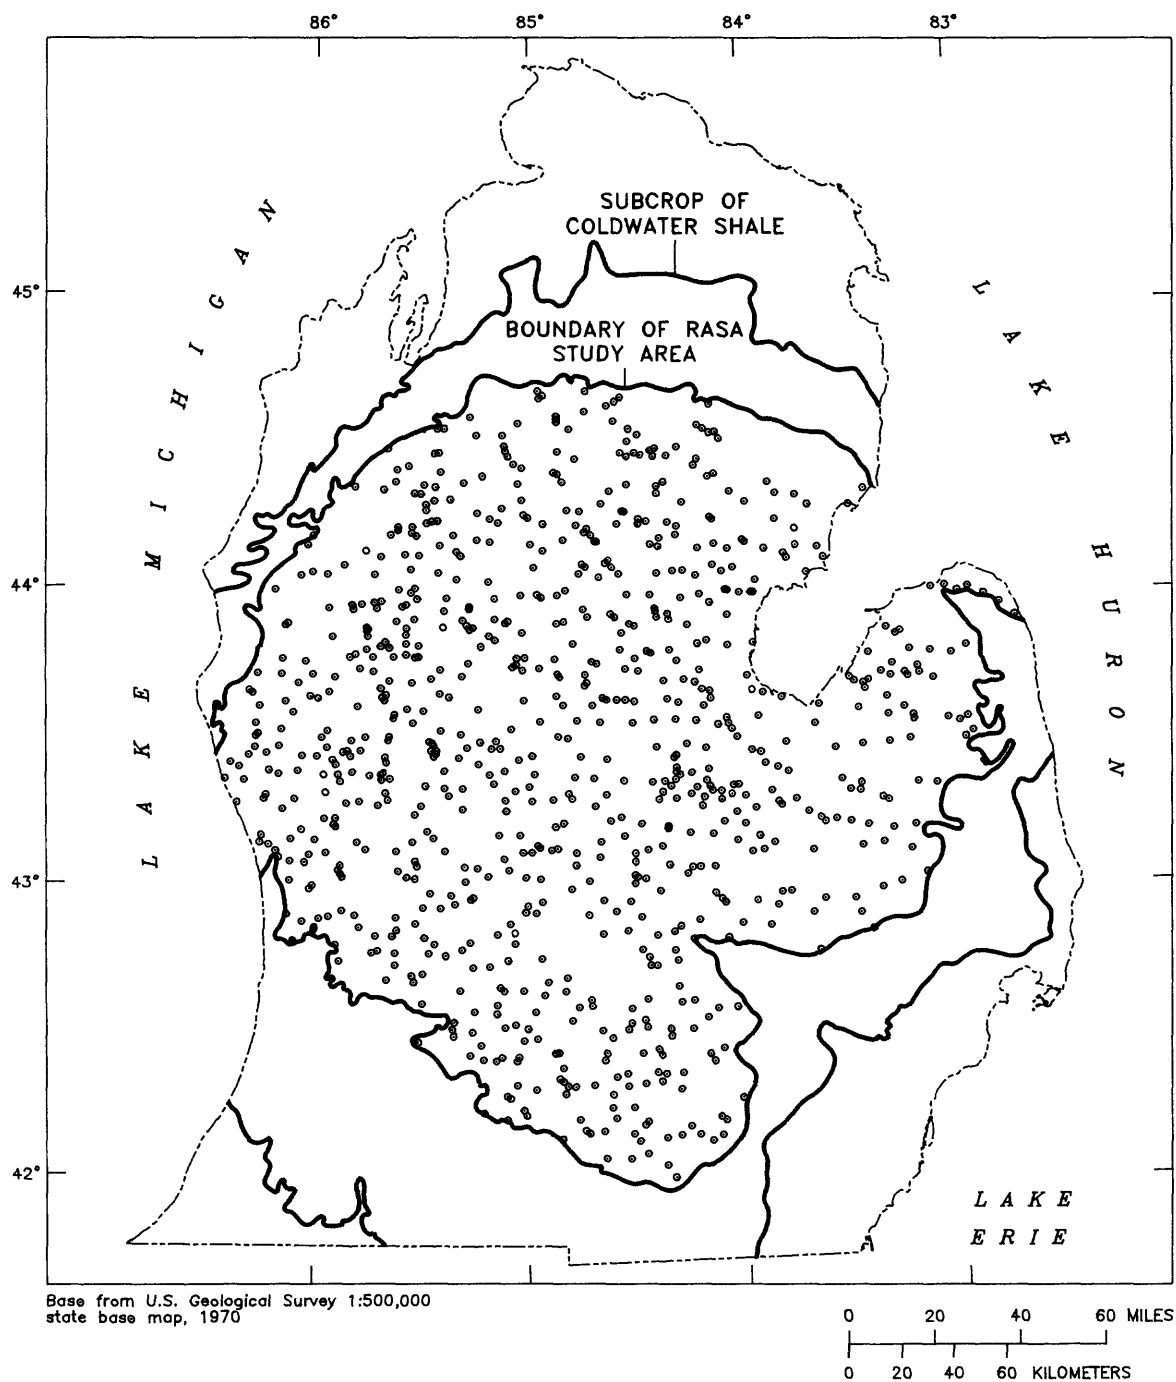 86° 85° 84° 83°
SUBCROP OF
COLDWATER SHALE
45°
BOUNDARY OF RASA
STUDY AREA
LAKE MICHIGAN
LAKE HURON
44°
43°
42°
LAKE
ERIE
Base from U.S. Geological Survey 1:500,000
state base map, 1970
0 20 40 60 MILES
0 20 40 60 KILOMETERS